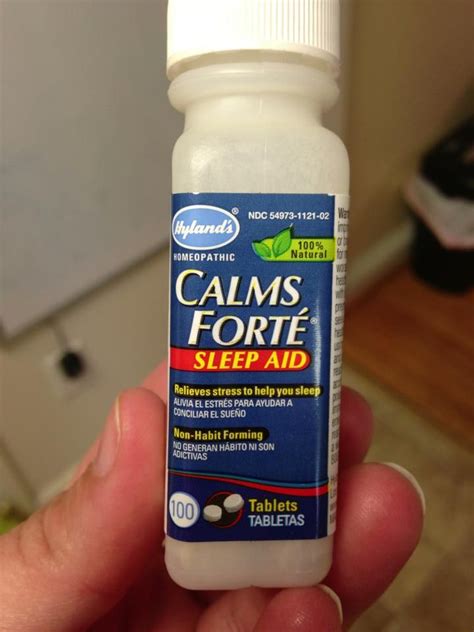 Hyland's
HOMEOPATHIC
NDC 54973-1121-02
100%
Natural
CALMS
FORTÉ®
SLEEP AID
Relieves stress to help you sleep
ALIVIA EL ESTRÉS PARA AYUDAR A
CONCILIAR EL SUEÑO
Non-Habit Forming
NO GENERAN HÁBITO NI SON
ADICTIVAS
100
Tablets
TABLETAS